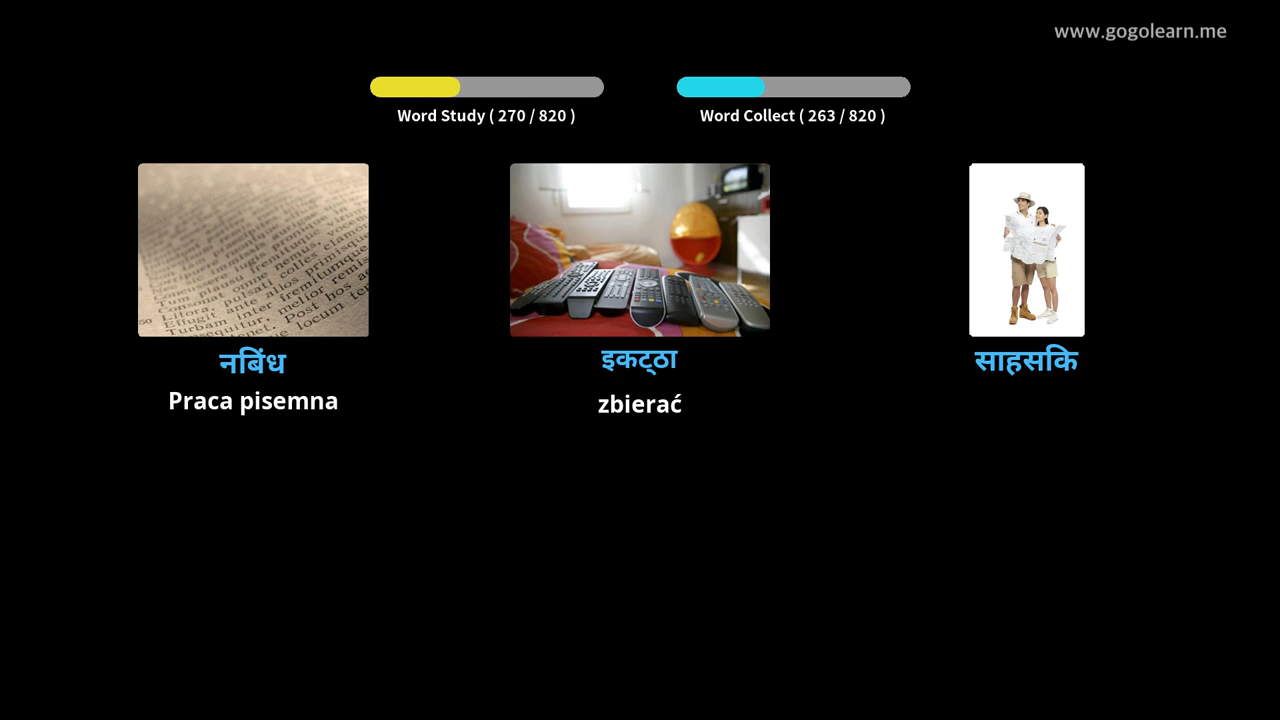 www.gogolearn.me
Word Study ( 270 / 820 )
Word Collect ( 263 / 820 )
नबिंध
Praca pisemna
इकट्ठा
zbierać
साहसकि